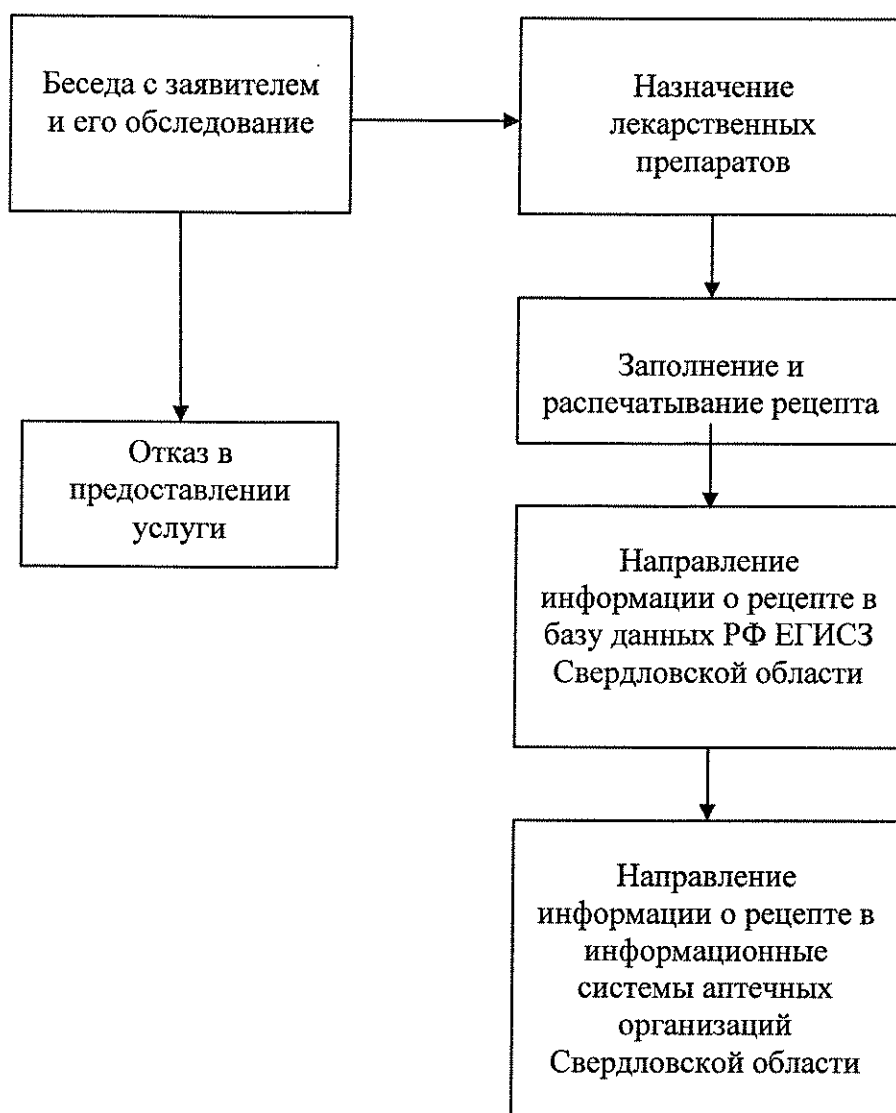 Беседа с заявителем
и его обследование
Назначение
лекарственных
препаратов
Заполнение и
распечатывание рецепта
Отказ в
предоставлении
услуги
Направление
информации о рецепте в
базу данных РФ ЕГИСЗ
Свердловской области
Направление
информации о рецепте в
информационные
системы аптечных
организаций
Свердловской области